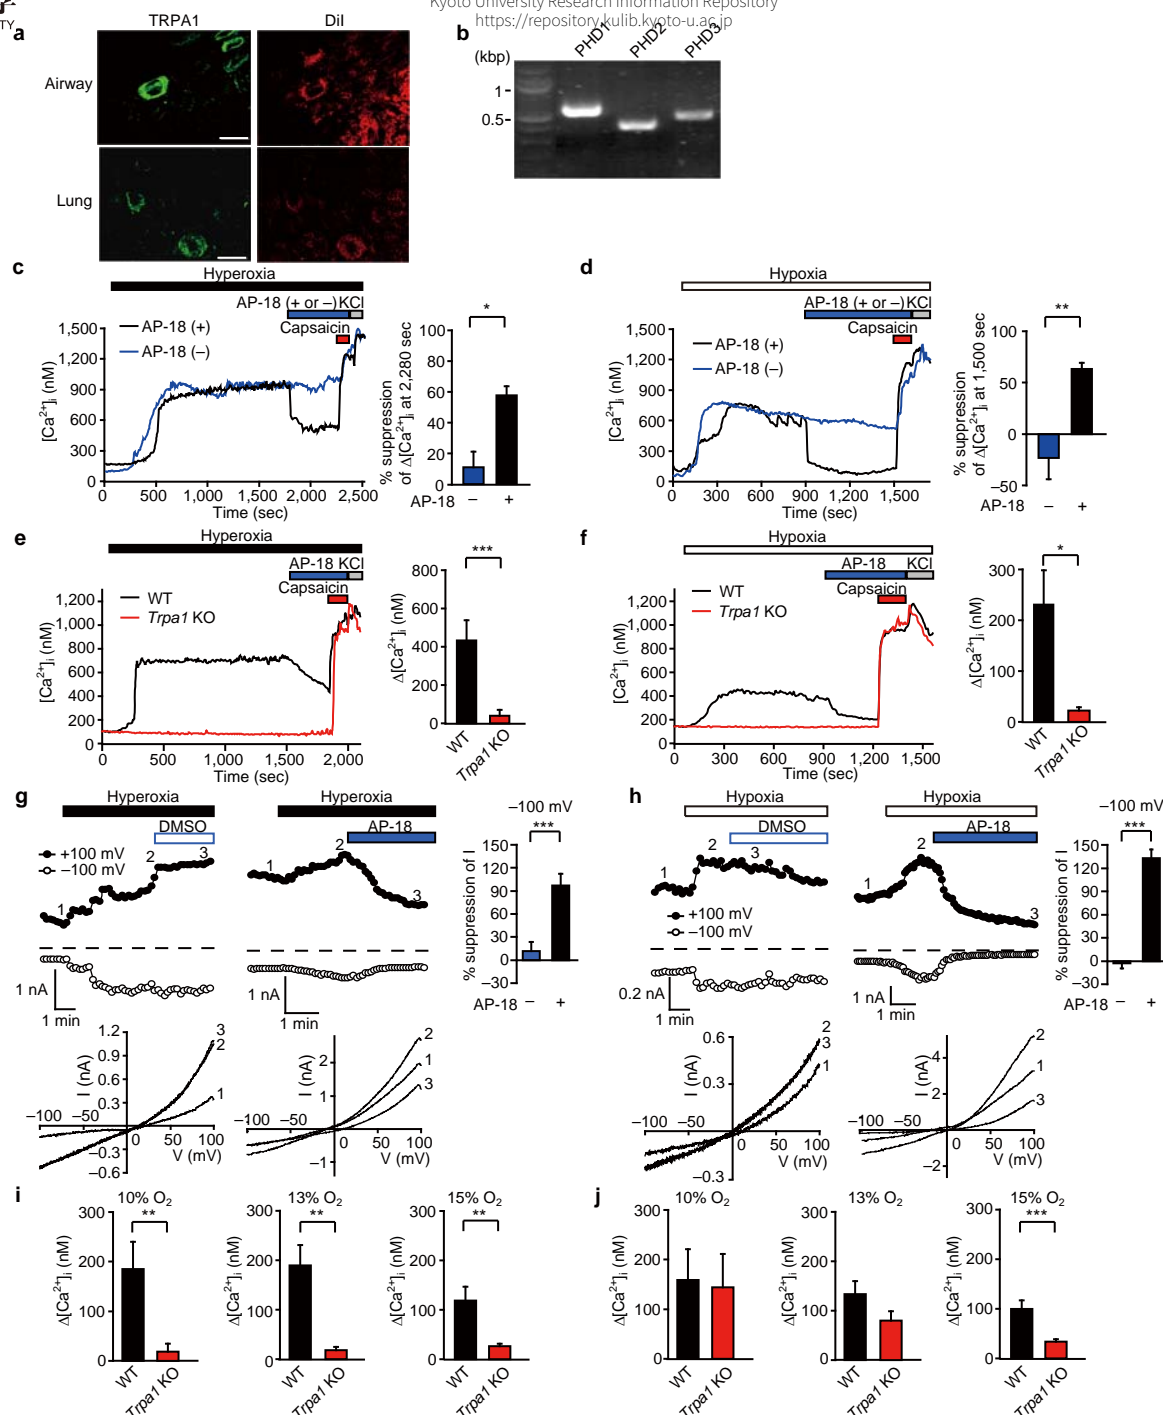 Kyoto University Research Information Repository
https://repository.kulib.kyoto-u.ac.jp
TY
a
TRPA1 DiI
Airway
Lung
b
(kbp) PHD1 PHD2 PHD3
1
0.5
c
Hyperoxia
AP-18 (+ or –) KCl
Capsaicin
AP-18 (+)
AP-18 (–)
[Ca2+]i (nM)
1,500
1,200
900
600
300
0
0 500 1,000 1,500 2,000 2,500
Time (sec)
% suppression
of Δ[Ca2+]i at 2,280 sec
100
80
60
40
20
0
*
AP-18 – +
d
Hypoxia
AP-18 (+ or –) KCl
Capsaicin
AP-18 (+)
AP-18 (–)
[Ca2+]i (nM)
1,500
1,200
900
600
300
0
0 300 600 900 1,200 1,500
Time (sec)
% suppression
of Δ[Ca2+]i at 1,500 sec
100
50
0
–50
**
AP-18 – +
e
Hyperoxia
AP-18 KCl
Capsaicin
WT
Trpa1 KO
[Ca2+]i (nM)
1,200
1,000
800
600
400
200
0
0 500 1,000 1,500 2,000
Time (sec)
Δ[Ca2+]i (nM)
800
600
400
200
0
***
WT Trpa1 KO
f
Hypoxia
AP-18 KCl
Capsaicin
WT
Trpa1 KO
[Ca2+]i (nM)
1,200
1,000
800
600
400
200
0
0 300 600 900 1,200 1,500
Time (sec)
Δ[Ca2+]i (nM)
300
200
100
0
*
WT Trpa1 KO
g
Hyperoxia
DMSO
+100 mV
–100 mV
1 2 3
1 nA
1 min
Hyperoxia
AP-18
1 2 3
1 nA
1 min
–100 mV
***
% suppression of I
150
120
90
60
30
0
–30
AP-18 – +
I (nA)
1.2
0.9
0.6
0.3
–0.3
–0.6
–100 –50 0 50 100
V (mV)
3
2
1
I (nA)
2
1
–1
–100 –50 0 50 100
V (mV)
2
1
3
h
Hypoxia
DMSO
1 2 3
+100 mV
–100 mV
0.2 nA
1 min
Hypoxia
AP-18
1 2 3
1 nA
1 min
–100 mV
***
% suppression of I
150
120
90
60
30
0
–30
AP-18 – +
I (nA)
0.6
0.3
–0.3
–100 –50 0 50 100
V (mV)
2
3
1
I (nA)
4
2
–2
–100 –50 0 50 100
V (mV)
2
1
3
i
10% O2
**
Δ[Ca2+]i (nM)
300
200
100
0
WT Trpa1 KO
13% O2
**
Δ[Ca2+]i (nM)
300
200
100
0
WT Trpa1 KO
15% O2
**
Δ[Ca2+]i (nM)
300
200
100
0
WT Trpa1 KO
j
10% O2
Δ[Ca2+]i (nM)
300
200
100
0
WT Trpa1 KO
13% O2
Δ[Ca2+]i (nM)
300
200
100
0
WT Trpa1 KO
15% O2
***
Δ[Ca2+]i (nM)
300
200
100
0
WT Trpa1 KO